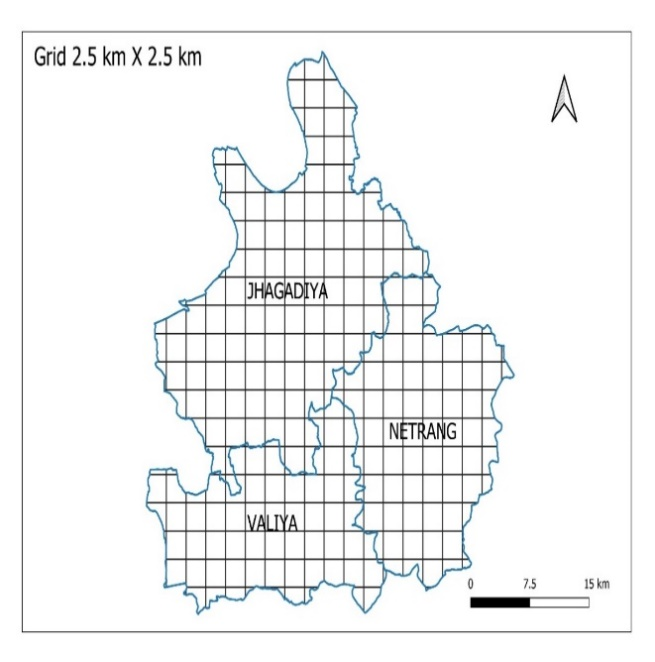 Grid 2.5 km X 2.5 km
JHAGADIYA
NETRANG
VALIYA
0 7.5 15 km